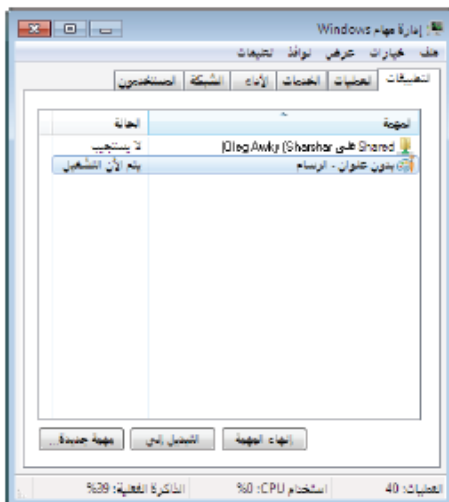 إدارة مهام Windows
ملف خيارات عرض نوافذ تعليمات
التطبيقات العمليات الخدمات الأداء الشبكة المستخدمون
المهمة الحالة
Shared على Sharshar) Oleg Awky) لا يستجيب
بدون عنوان - الرسام يتم الآن التشغيل
إنهاء المهمة التبديل إلى مهمة جديدة...
العمليات: 40 استخدام CPU: 0% الذاكرة الفعلية: 39%